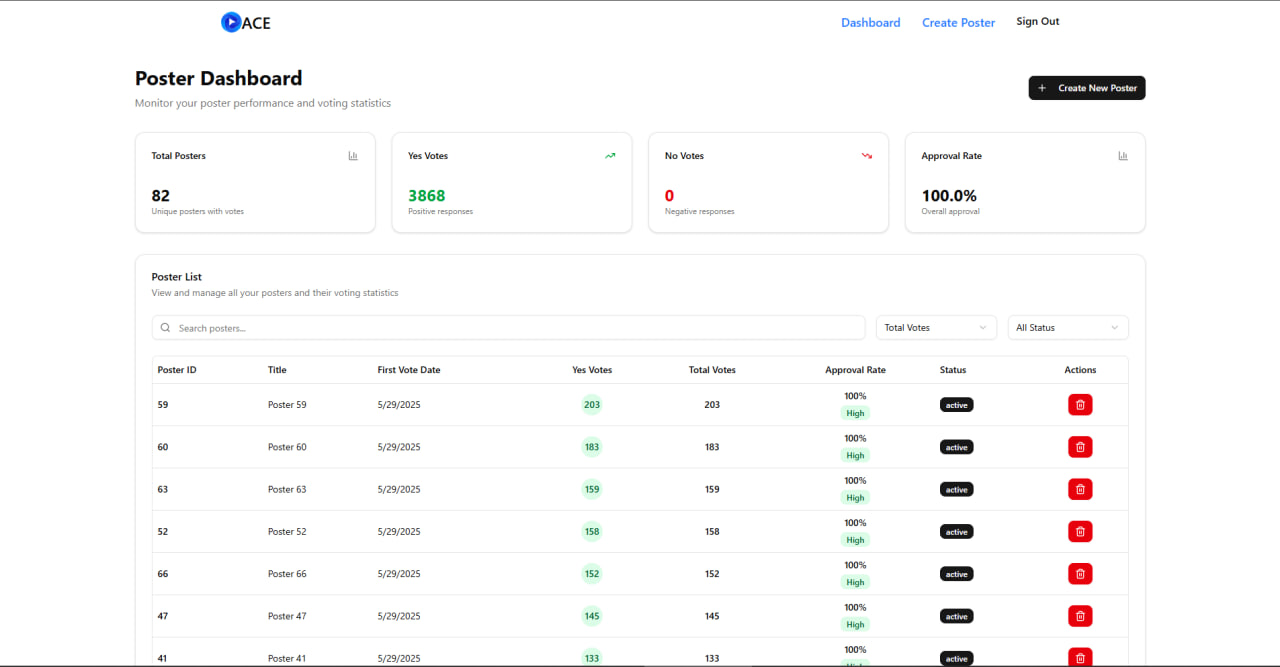 ACE Dashboard Create Poster Sign Out
Poster Dashboard
Monitor your poster performance and voting statistics
+ Create New Poster
Total Posters Yes Votes No Votes Approval Rate
82 3868 0 100.0%
Unique posters with votes Positive responses Negative responses Overall approval
Poster List
View and manage all your posters and their voting statistics
Search posters... Total Votes All Status
Poster ID Title First Vote Date Yes Votes Total Votes Approval Rate Status Actions
59 Poster 59 5/29/2025 203 203 100% High active
60 Poster 60 5/29/2025 183 183 100% High active
63 Poster 63 5/29/2025 159 159 100% High active
52 Poster 52 5/29/2025 158 158 100% High active
66 Poster 66 5/29/2025 152 152 100% High active
47 Poster 47 5/29/2025 145 145 100% High active
41 Poster 41 5/29/2025 133 133 100% active